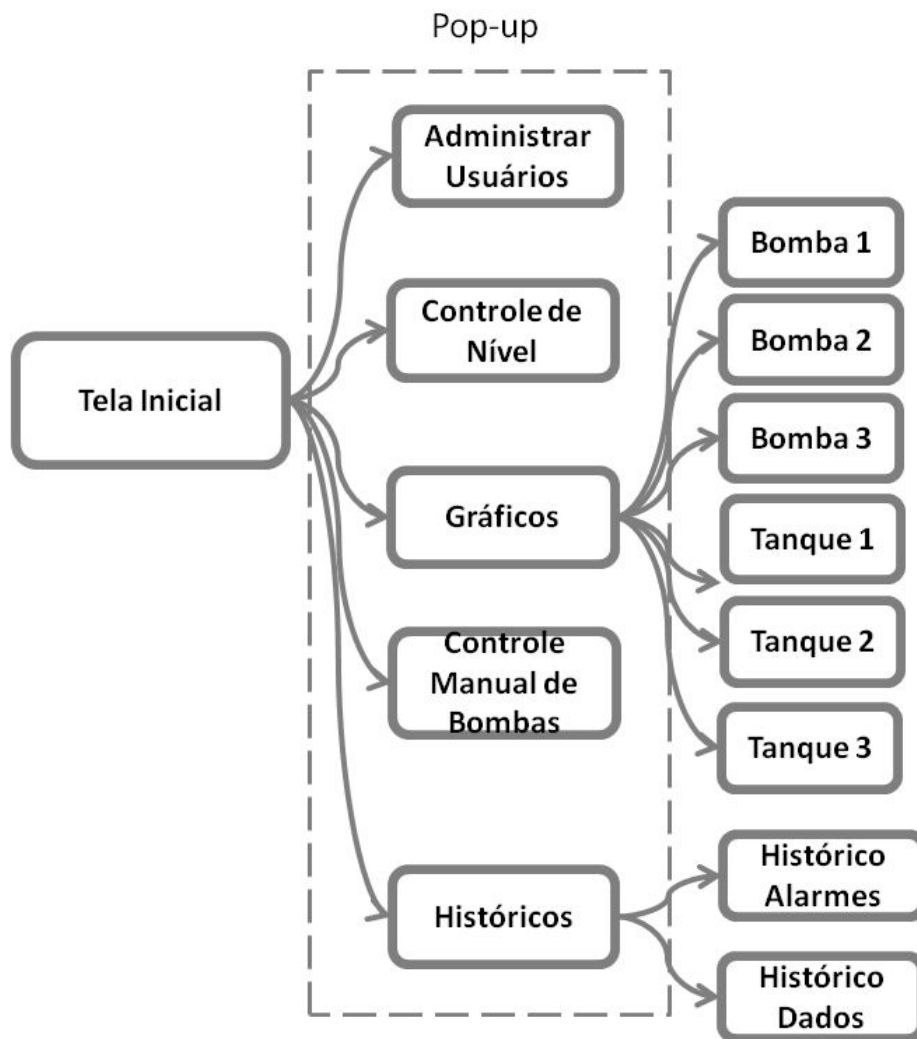 Pop-up
Administrar
Usuários
Controle de
Nível
Tela Inicial
Gráficos
Controle
Manual de
Bombas
Históricos
Bomba 1
Bomba 2
Bomba 3
Tanque 1
Tanque 2
Tanque 3
Histórico
Alarmes
Histórico
Dados